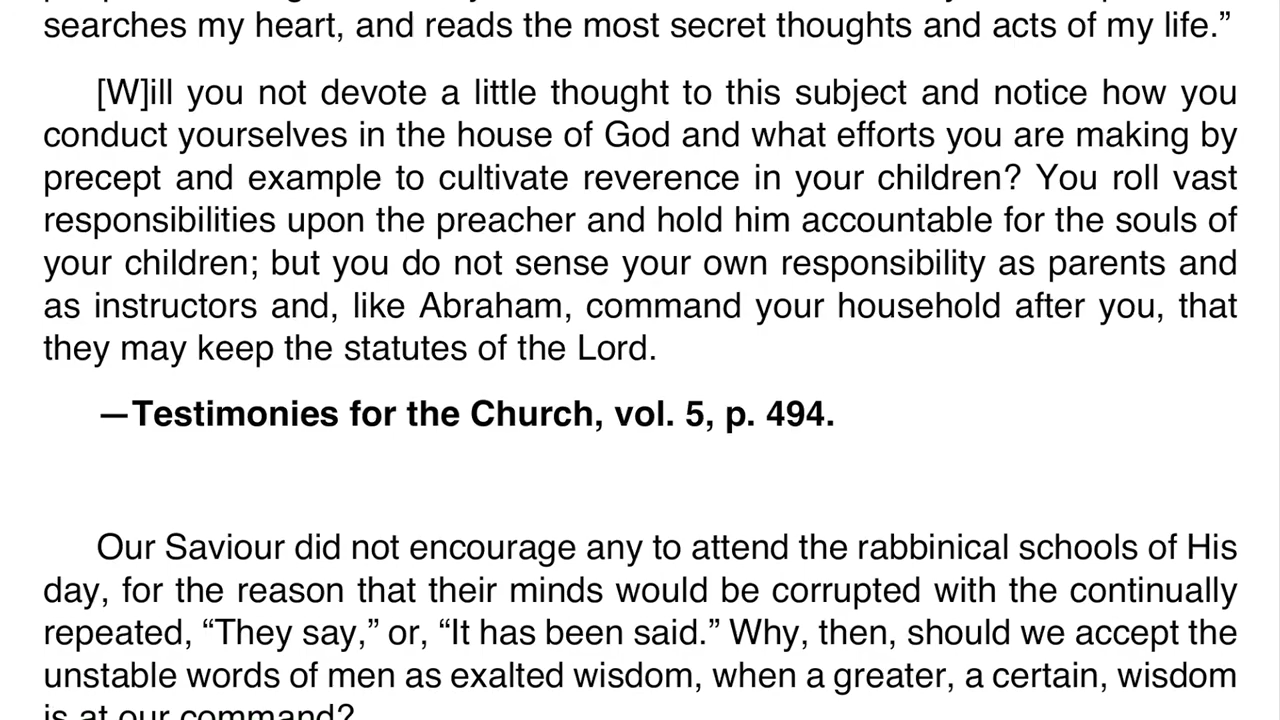 searches my heart, and reads the most secret thoughts and acts of my life.”
[W]ill you not devote a little thought to this subject and notice how you
conduct yourselves in the house of God and what efforts you are making by
precept and example to cultivate reverence in your children? You roll vast
responsibilities upon the preacher and hold him accountable for the souls of
your children; but you do not sense your own responsibility as parents and
as instructors and, like Abraham, command your household after you, that
they may keep the statutes of the Lord.
—Testimonies for the Church, vol. 5, p. 494.
Our Saviour did not encourage any to attend the rabbinical schools of His
day, for the reason that their minds would be corrupted with the continually
repeated, “They say,” or, “It has been said.” Why, then, should we accept the
unstable words of men as exalted wisdom, when a greater, a certain, wisdom
is at our command?